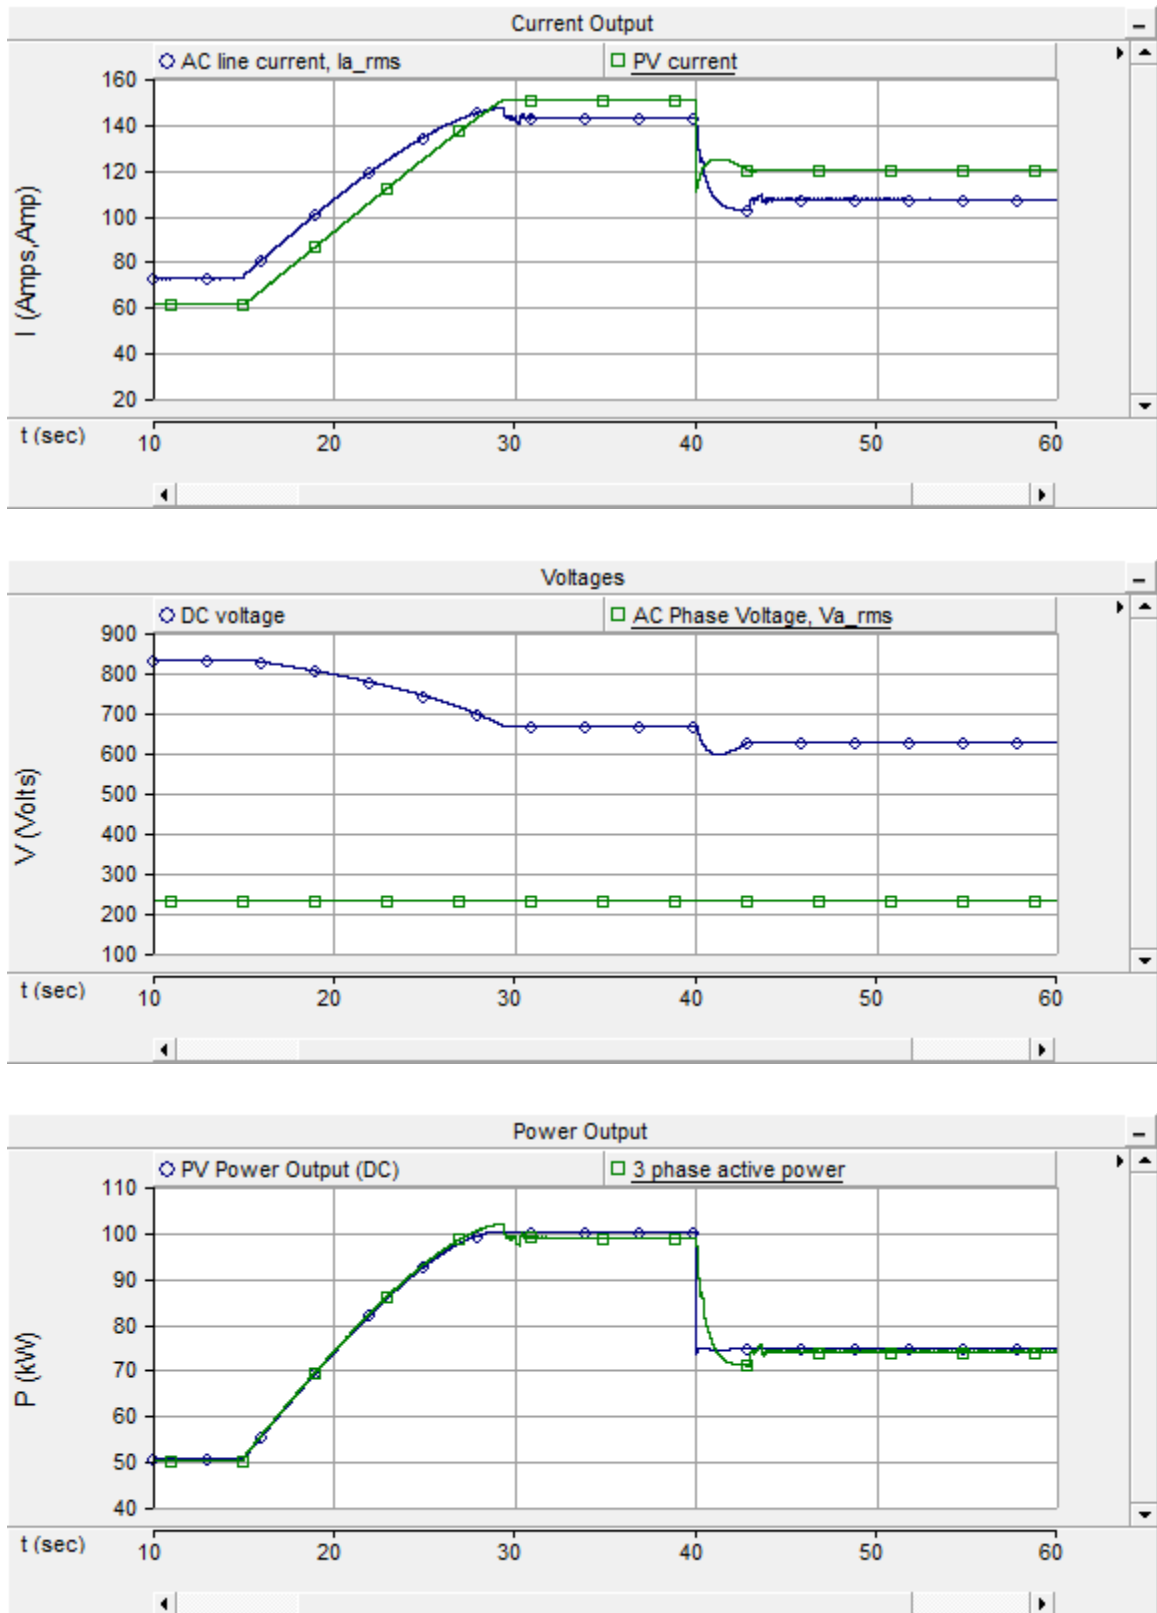 Current Output
AC line current, Ia_rms PV current
160
140
120
100
80
60
40
20
I (Amps,Amp)
t (sec) 10 20 30 40 50 60
Voltages
DC voltage AC Phase Voltage, Va_rms
900
800
700
600
500
400
300
200
100
V (Volts)
t (sec) 10 20 30 40 50 60
Power Output
PV Power Output (DC) 3 phase active power
110
100
90
80
70
60
50
40
P (kW)
t (sec) 10 20 30 40 50 60